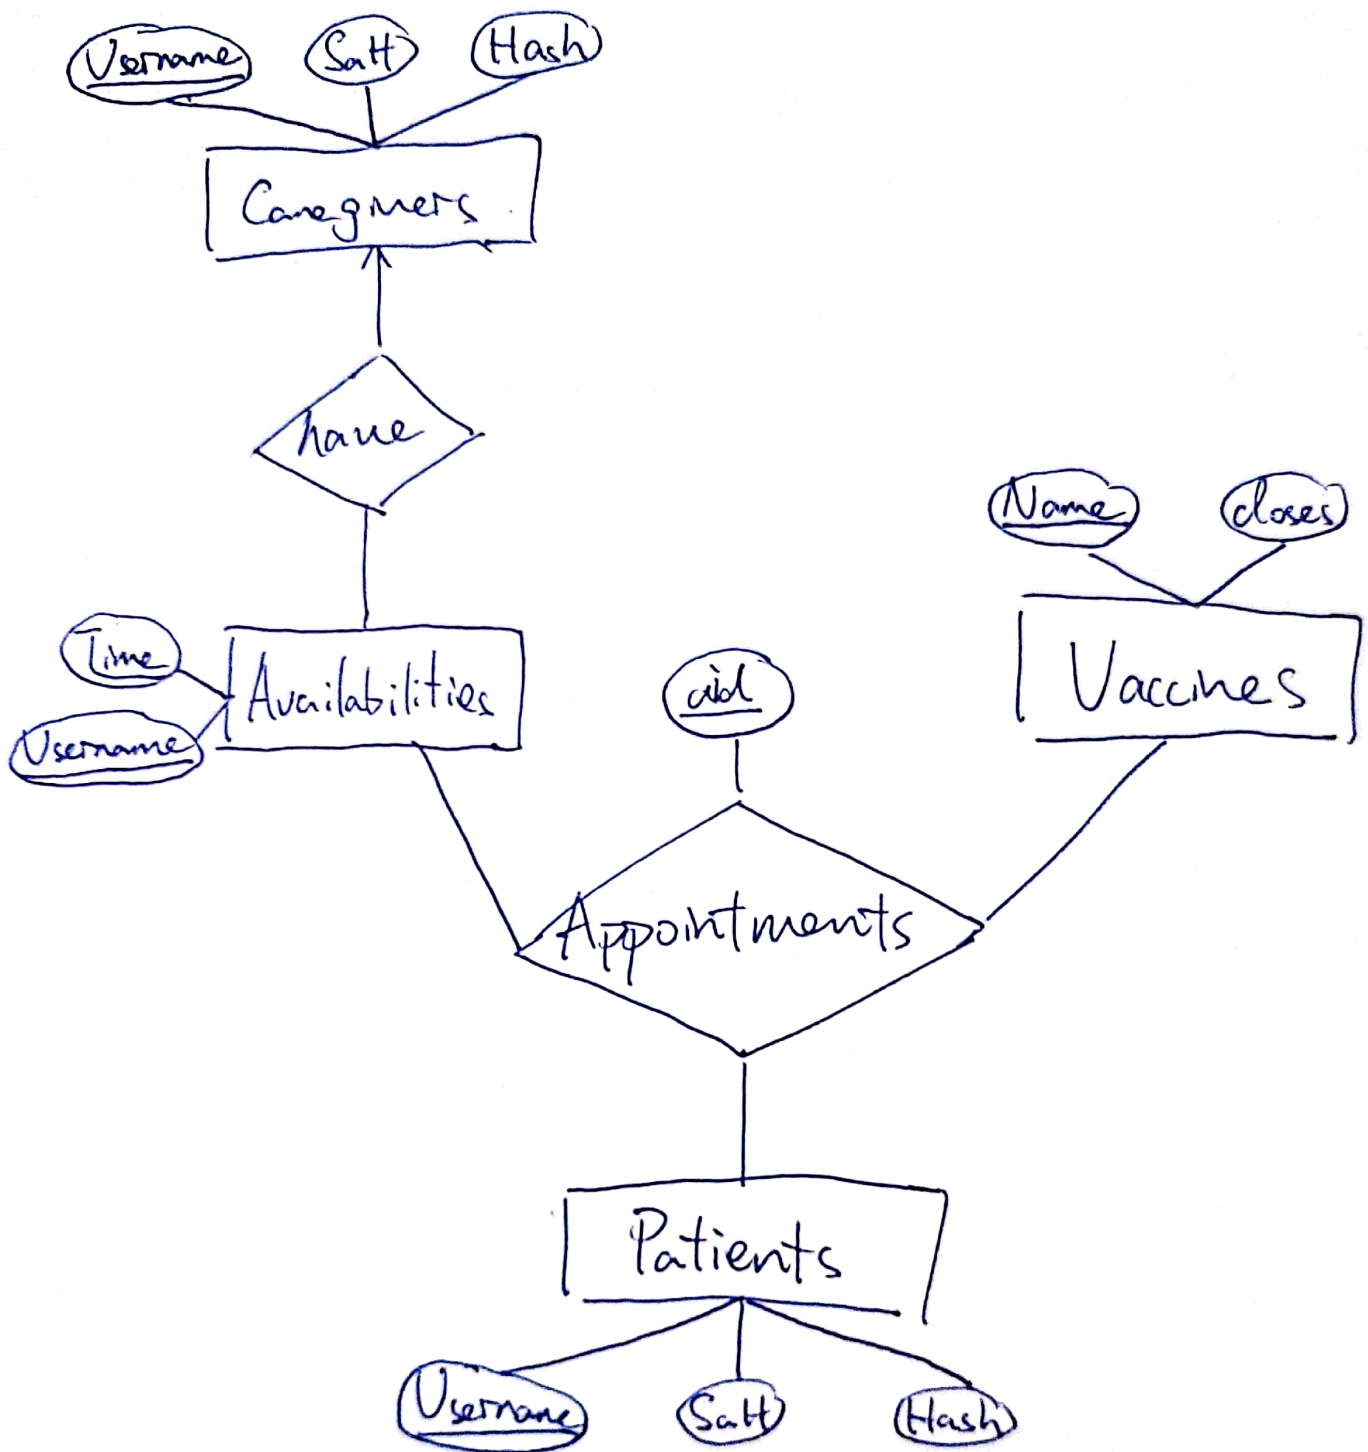 Username
Salt
Hash
Caregivers
have
Name
doses
Time
Availabilities
Username
aid
Vaccines
Appointments
Patients
Username
Salt
Hash